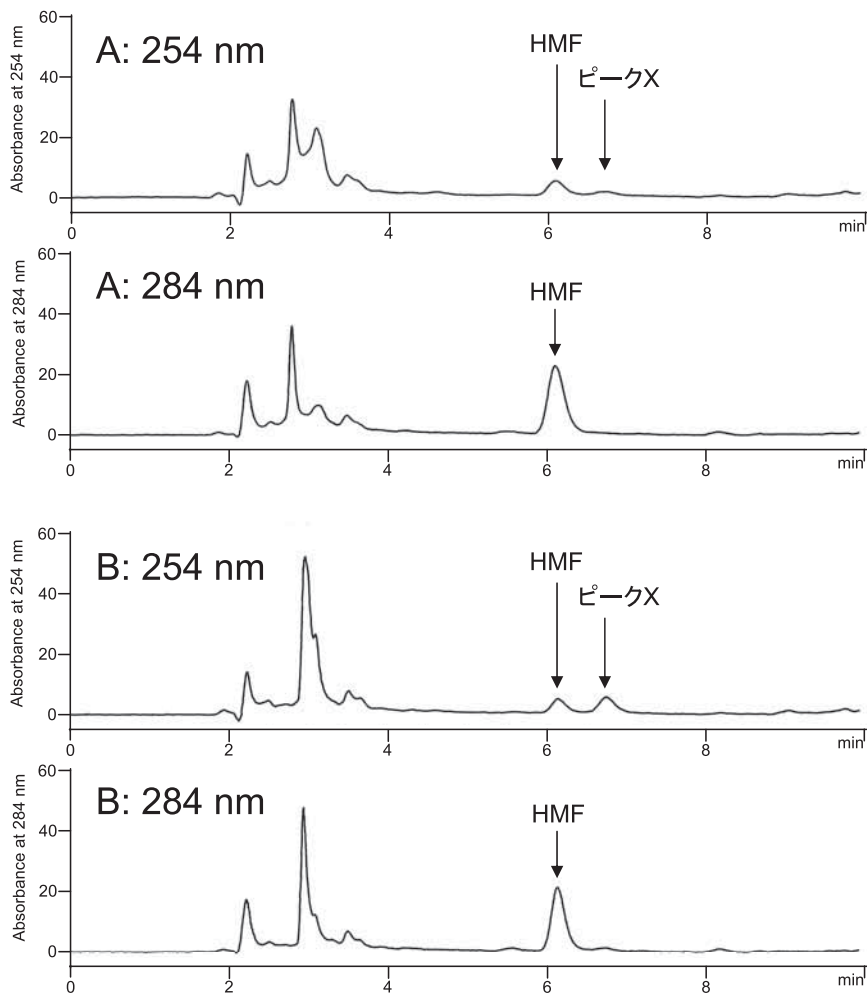 60
40
20
0
Absorbance at 254 nm
A: 254 nm
HMF
ピークX
0 2 4 6 8 min
60
40
20
0
Absorbance at 284 nm
A: 284 nm
HMF
0 2 4 6 8 min
60
40
20
0
Absorbance at 254 nm
B: 254 nm
HMF
ピークX
0 2 4 6 8 min
60
40
20
0
Absorbance at 284 nm
B: 284 nm
HMF
0 2 4 6 8 min